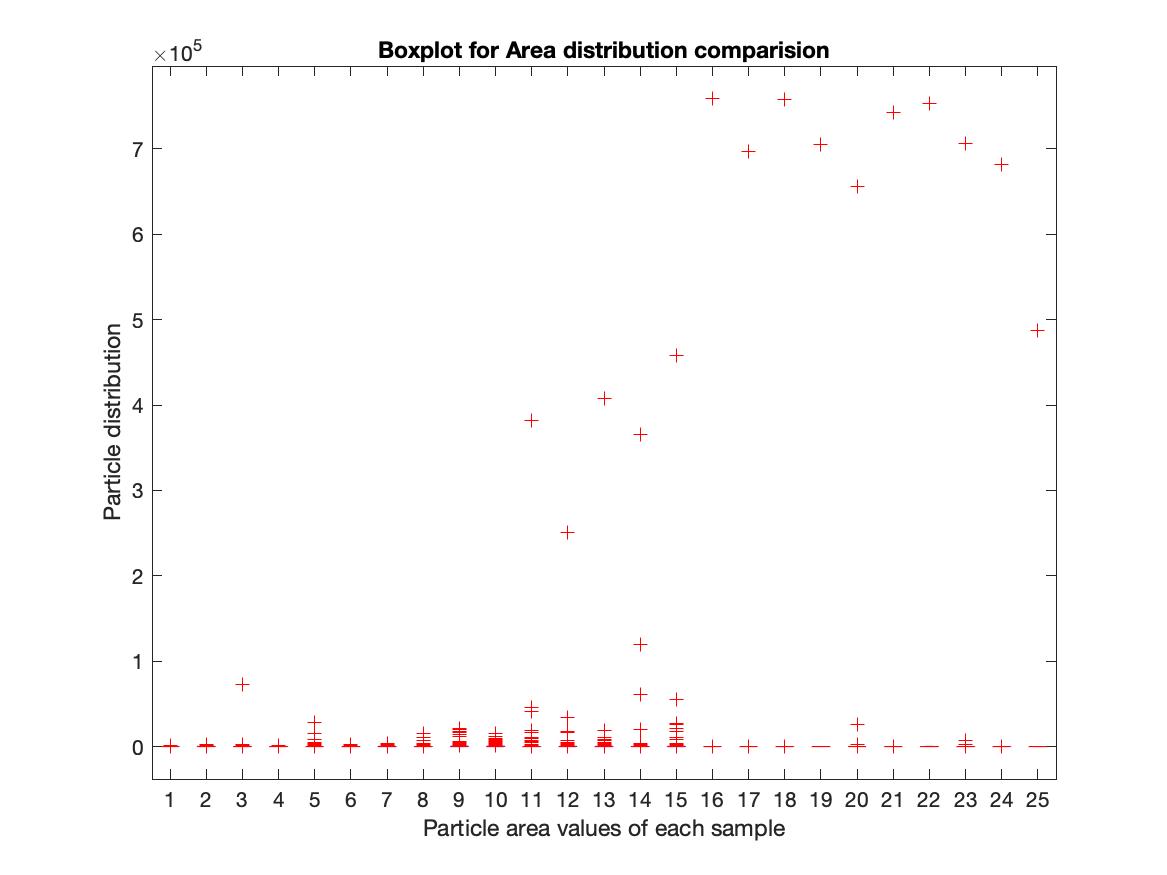 Boxplot for Area distribution comparision
×10⁵
7
6
5
4
3
2
1
0
Particle distribution
1 2 3 4 5 6 7 8 9 10 11 12 13 14 15 16 17 18 19 20 21 22 23 24 25
Particle area values of each sample